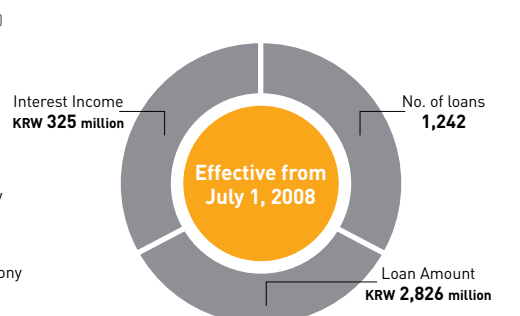 Interest Income
KRW 325 million
No. of loans
1,242
Effective from
July 1, 2008
Loan Amount
KRW 2,826 million